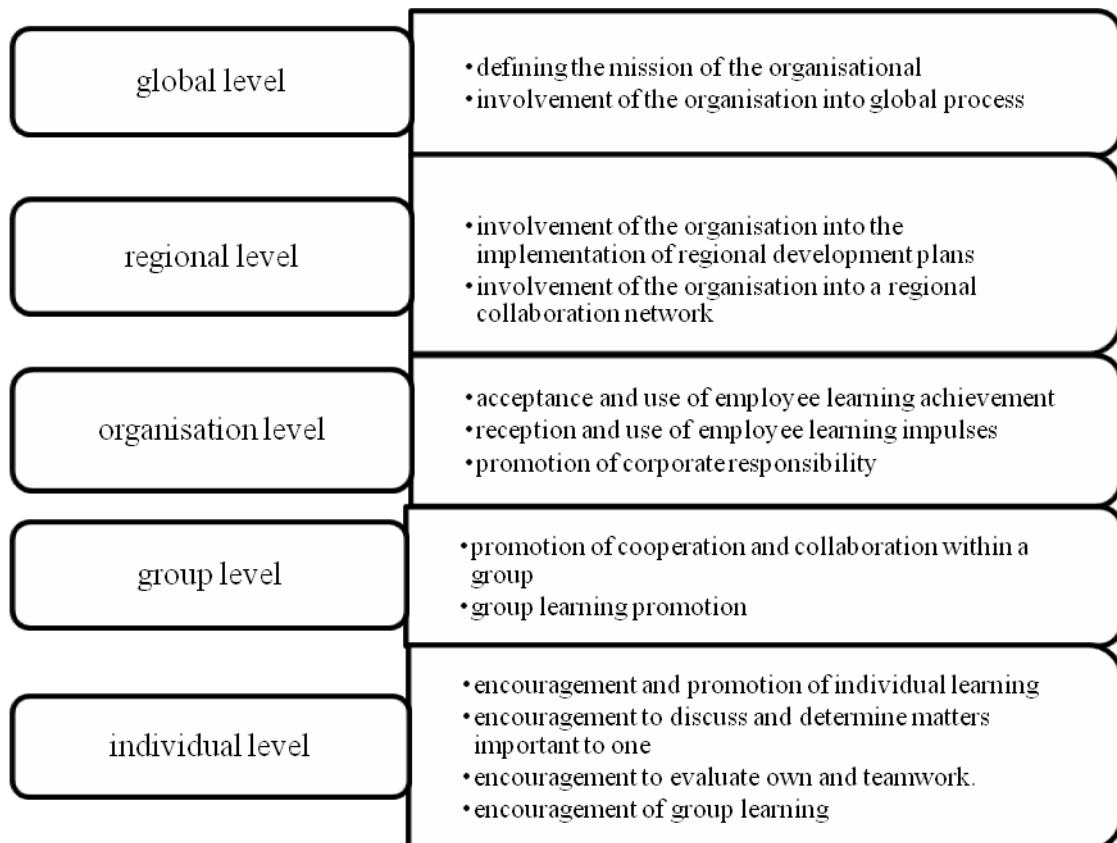 global level
•defining the mission of the organisational
•involvement of the organisation into global process
regional level
•involvement of the organisation into the
implementation of regional development plans
•involvement of the organisation into a regional
collaboration network
organisation level
•acceptance and use of employee learning achievement
•reception and use of employee learning impulses
•promotion of corporate responsibility
group level
•promotion of cooperation and collaboration within a
group
•group learning promotion
individual level
•encouragement and promotion of individual learning
•encouragement to discuss and determine matters
important to one
•encouragement to evaluate own and teamwork.
•encouragement of group learning